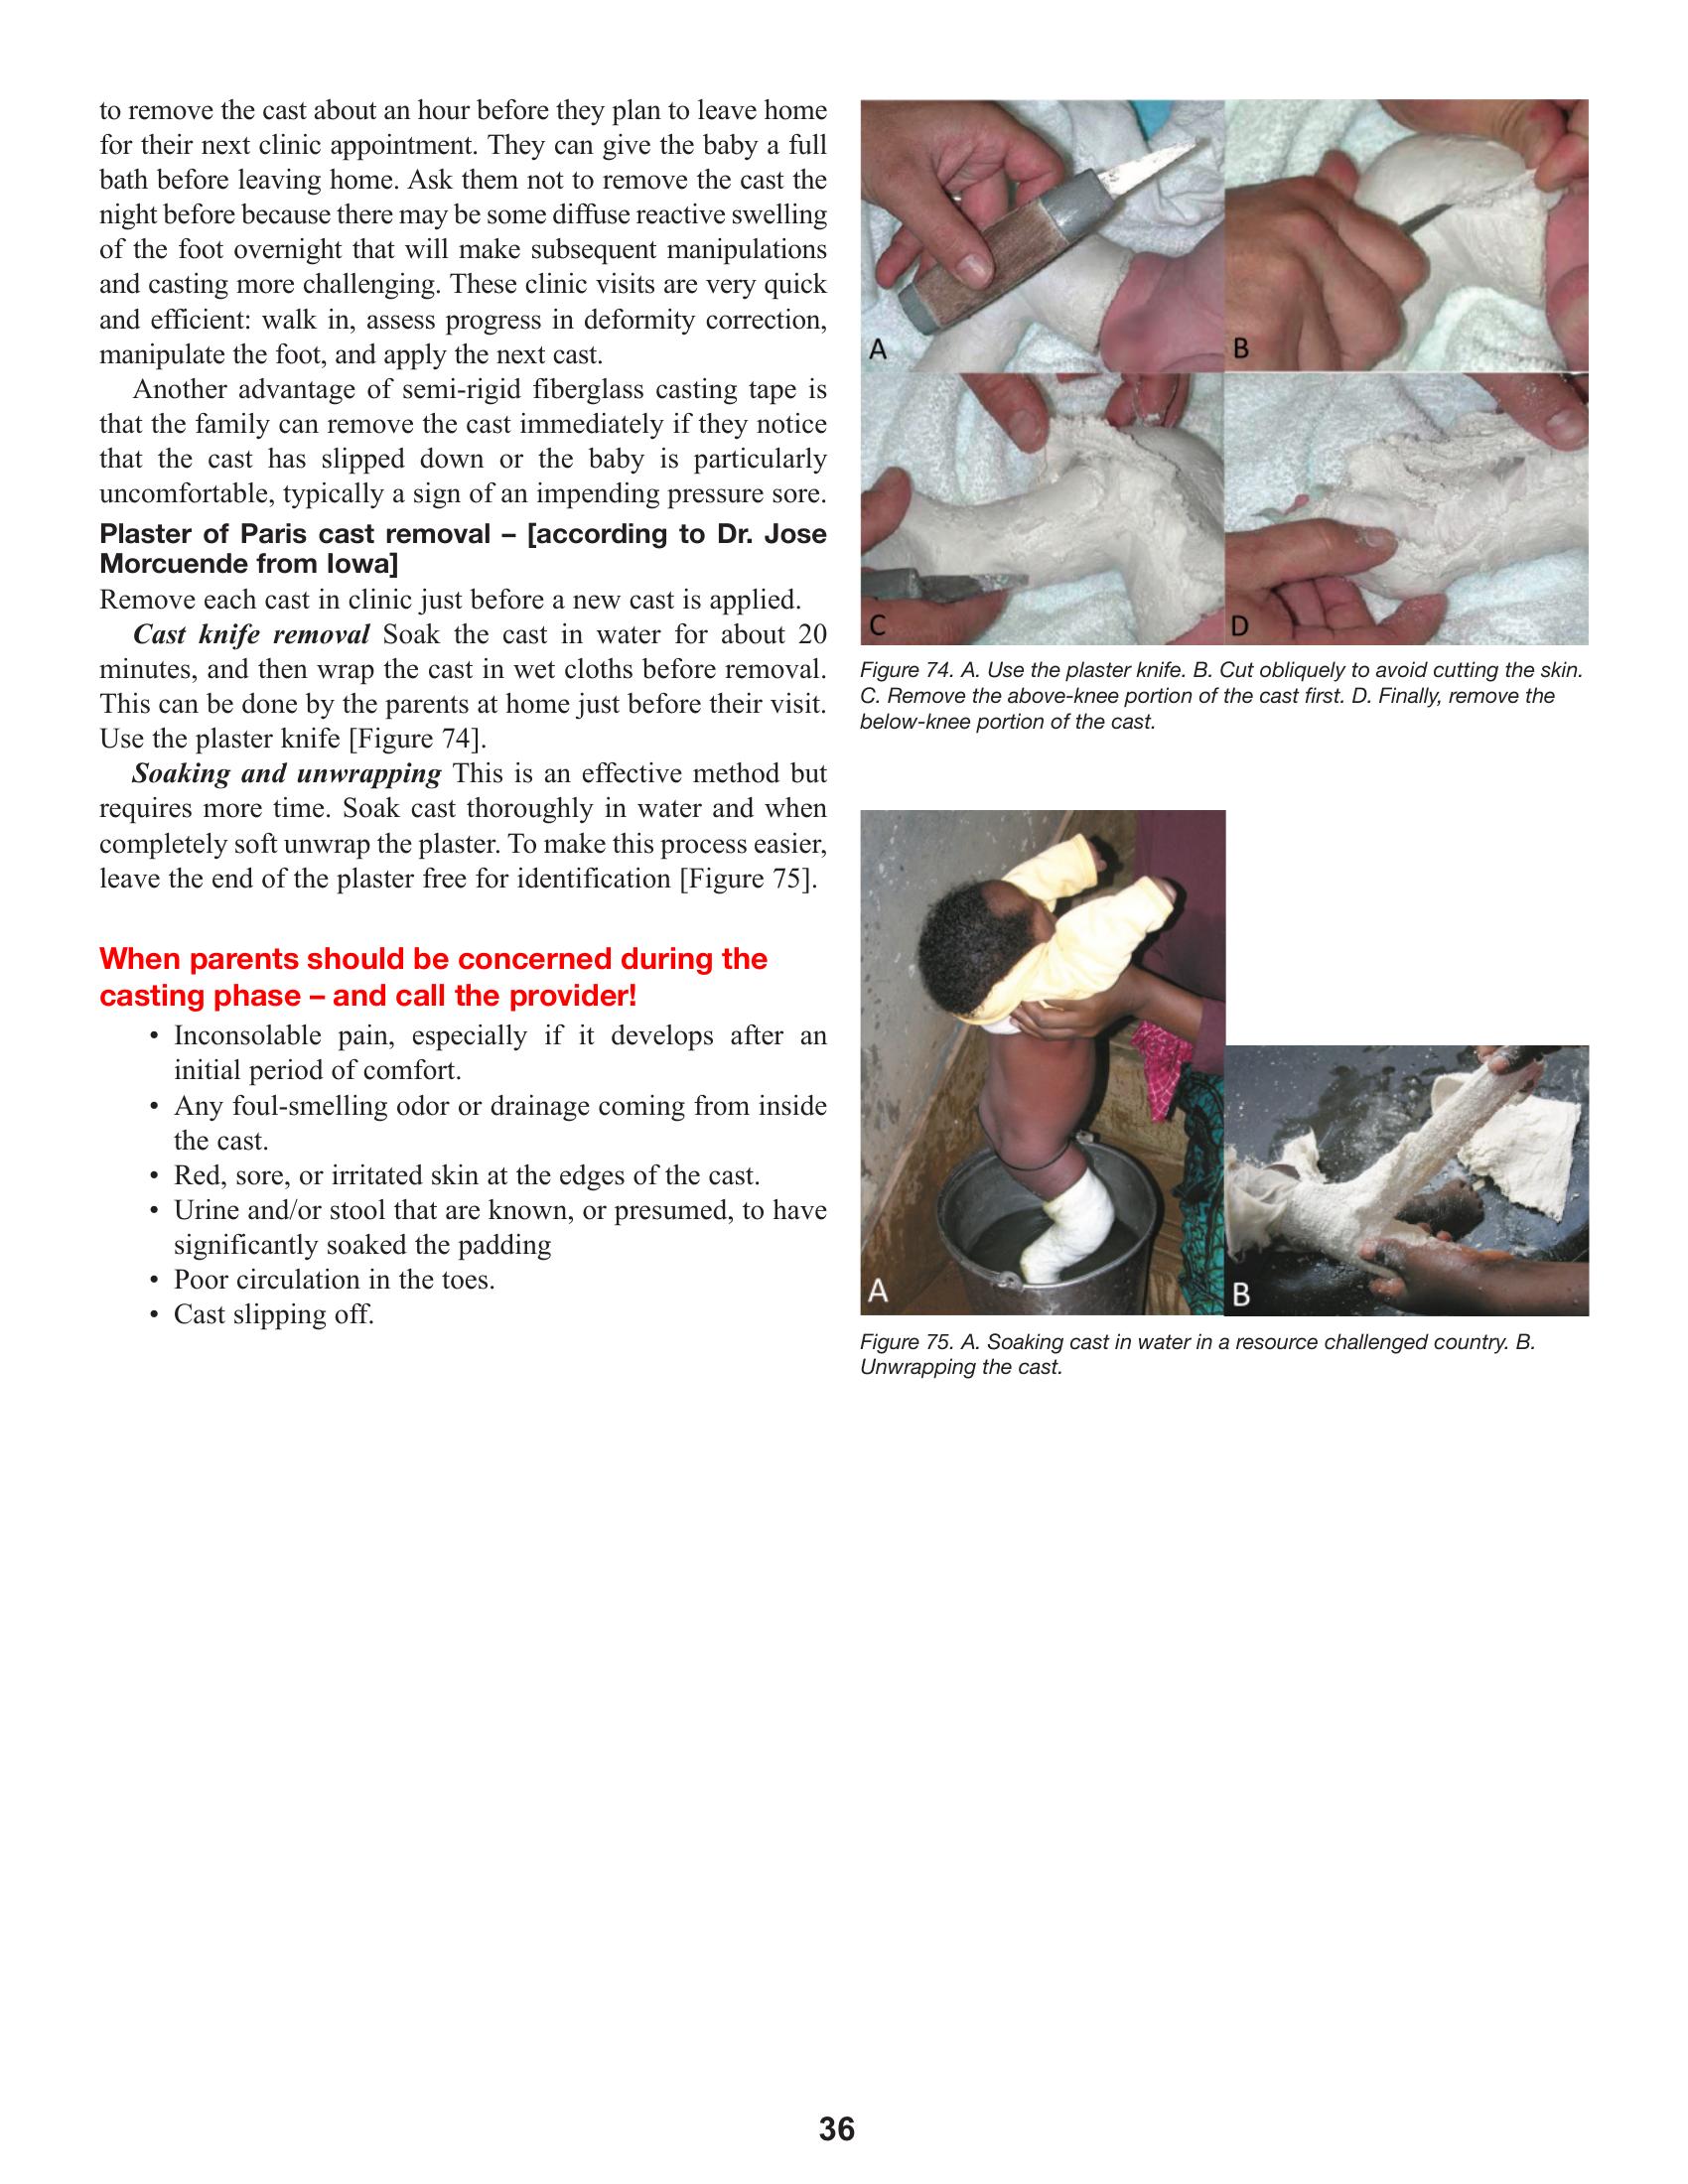 to remove the cast about an hour before they plan to leave home
for their next clinic appointment. They can give the baby a full
bath before leaving home. Ask them not to remove the cast the
night before because there may be some diffuse reactive swelling
of the foot overnight that will make subsequent manipulations
and casting more challenging. These clinic visits are very quick
and efficient: walk in, assess progress in deformity correction,
manipulate the foot, and apply the next cast.
Another advantage of semi-rigid fiberglass casting tape is
that the family can remove the cast immediately if they notice
that the cast has slipped down or the baby is particularly
uncomfortable, typically a sign of an impending pressure sore.
Plaster of Paris cast removal – [according to Dr. Jose
Morcuende from Iowa]
Remove each cast in clinic just before a new cast is applied.
Cast knife removal Soak the cast in water for about 20
minutes, and then wrap the cast in wet cloths before removal.
This can be done by the parents at home just before their visit.
Use the plaster knife [Figure 74].
Soaking and unwrapping This is an effective method but
requires more time. Soak cast thoroughly in water and when
completely soft unwrap the plaster. To make this process easier,
leave the end of the plaster free for identification [Figure 75].
When parents should be concerned during the
casting phase – and call the provider!
• Inconsolable pain, especially if it develops after an
initial period of comfort.
• Any foul-smelling odor or drainage coming from inside
the cast.
• Red, sore, or irritated skin at the edges of the cast.
• Urine and/or stool that are known, or presumed, to have
significantly soaked the padding
• Poor circulation in the toes.
• Cast slipping off.
A
B
C
D
Figure 74. A. Use the plaster knife. B. Cut obliquely to avoid cutting the skin.
C. Remove the above-knee portion of the cast first. D. Finally, remove the
below-knee portion of the cast.
A
B
Figure 75. A. Soaking cast in water in a resource challenged country. B.
Unwrapping the cast.
36